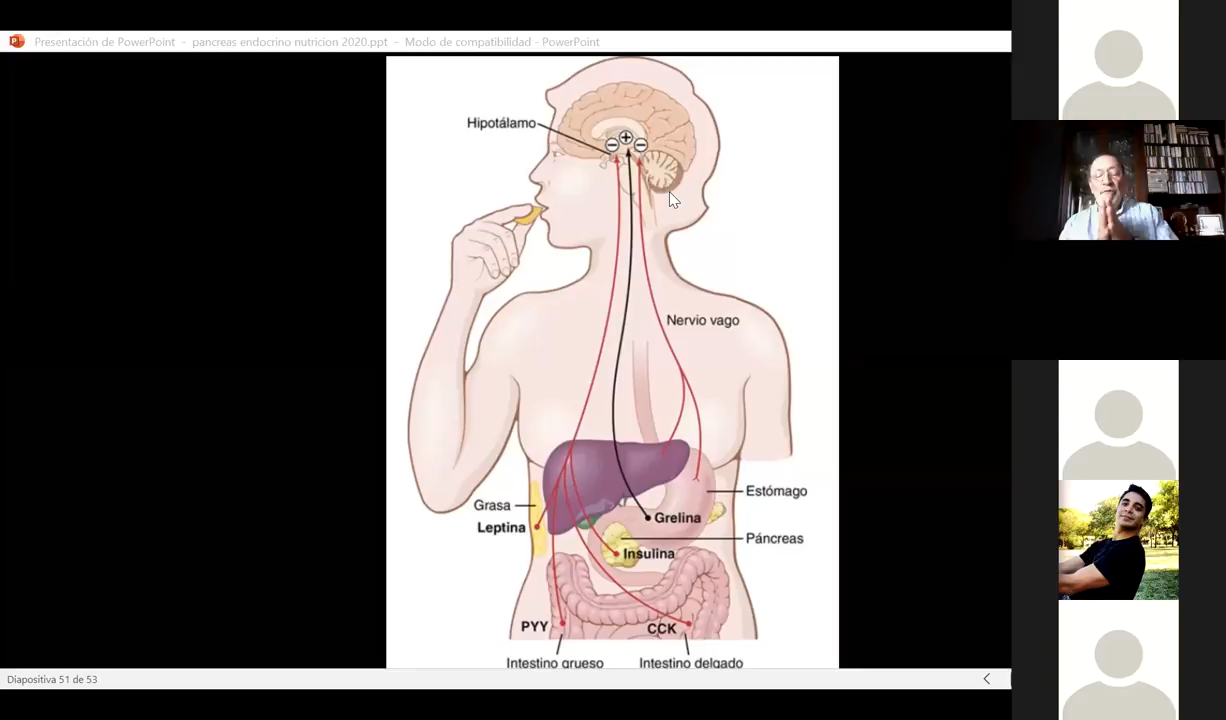 Presentación de PowerPoint - pancreas endocrino nutricion 2020.ppt - Modo de compatibilidad - PowerPoint
Hipotálamo
Nervio vago
Grasa
Leptina
Estómago
Grelina
Páncreas
Insulina
PYY
CCK
Intestino grueso
Intestino delgado
Diapositiva 51 de 53